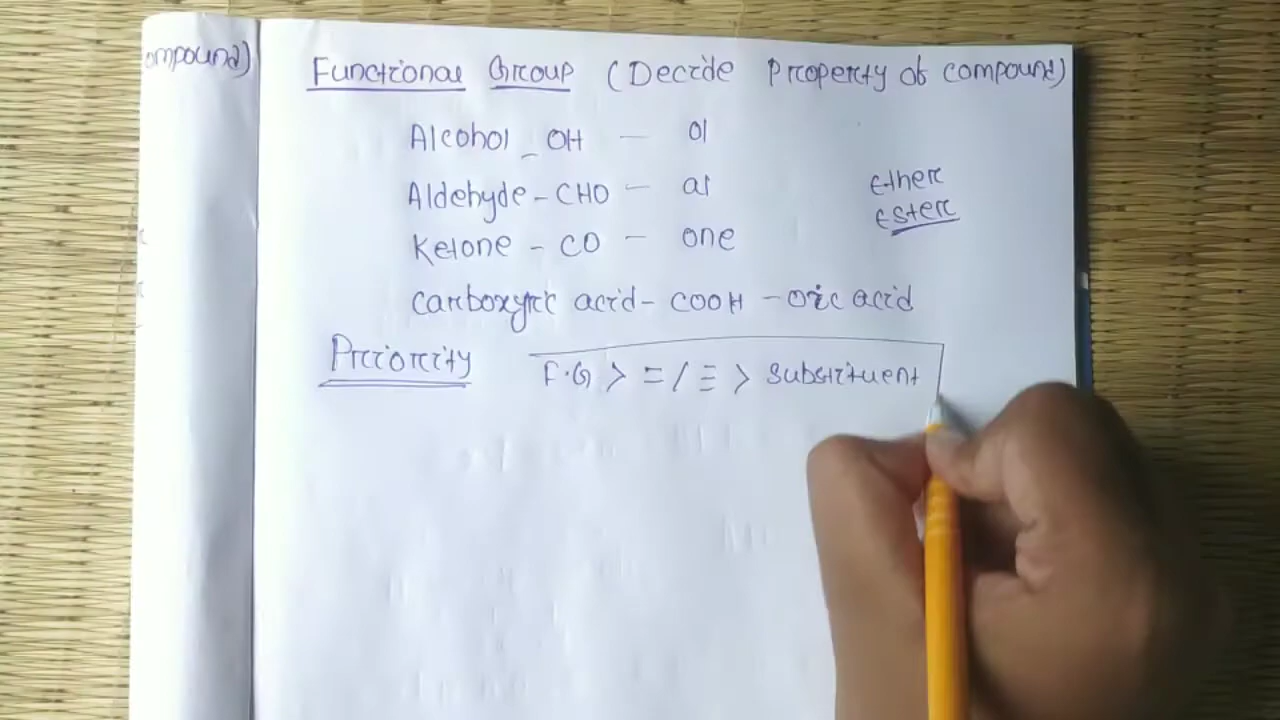 ompound)
Functional Group (Decide Property of compound)
Alcohol - OH — ol
Aldehyde - CHO — al
Ether
Ester
Ketone - CO — one
Carboxylic acid - COOH - oic acid
Priority F.G > = / ≡ > Substituent